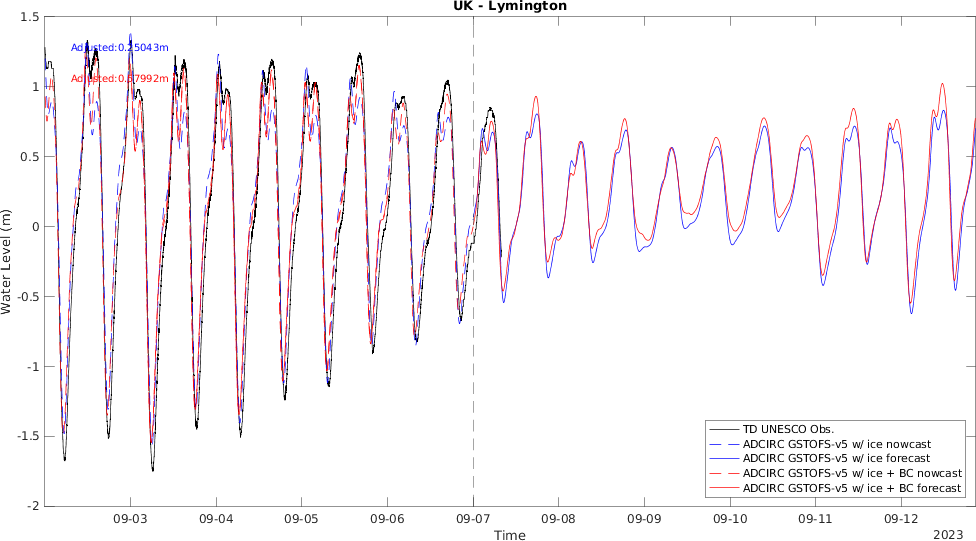 UK - Lymington
Adjusted:0.25043m
Adjusted:0.57992m
1.5
1
0.5
0
-0.5
-1
-1.5
-2
Water Level (m)
09-03
09-04
09-05
09-06
09-07
09-08
09-09
09-10
09-11
09-12
Time
2023
TD UNESCO Obs.
ADCIRC GSTOFS-v5 w/ ice nowcast
ADCIRC GSTOFS-v5 w/ ice forecast
ADCIRC GSTOFS-v5 w/ ice + BC nowcast
ADCIRC GSTOFS-v5 w/ ice + BC forecast